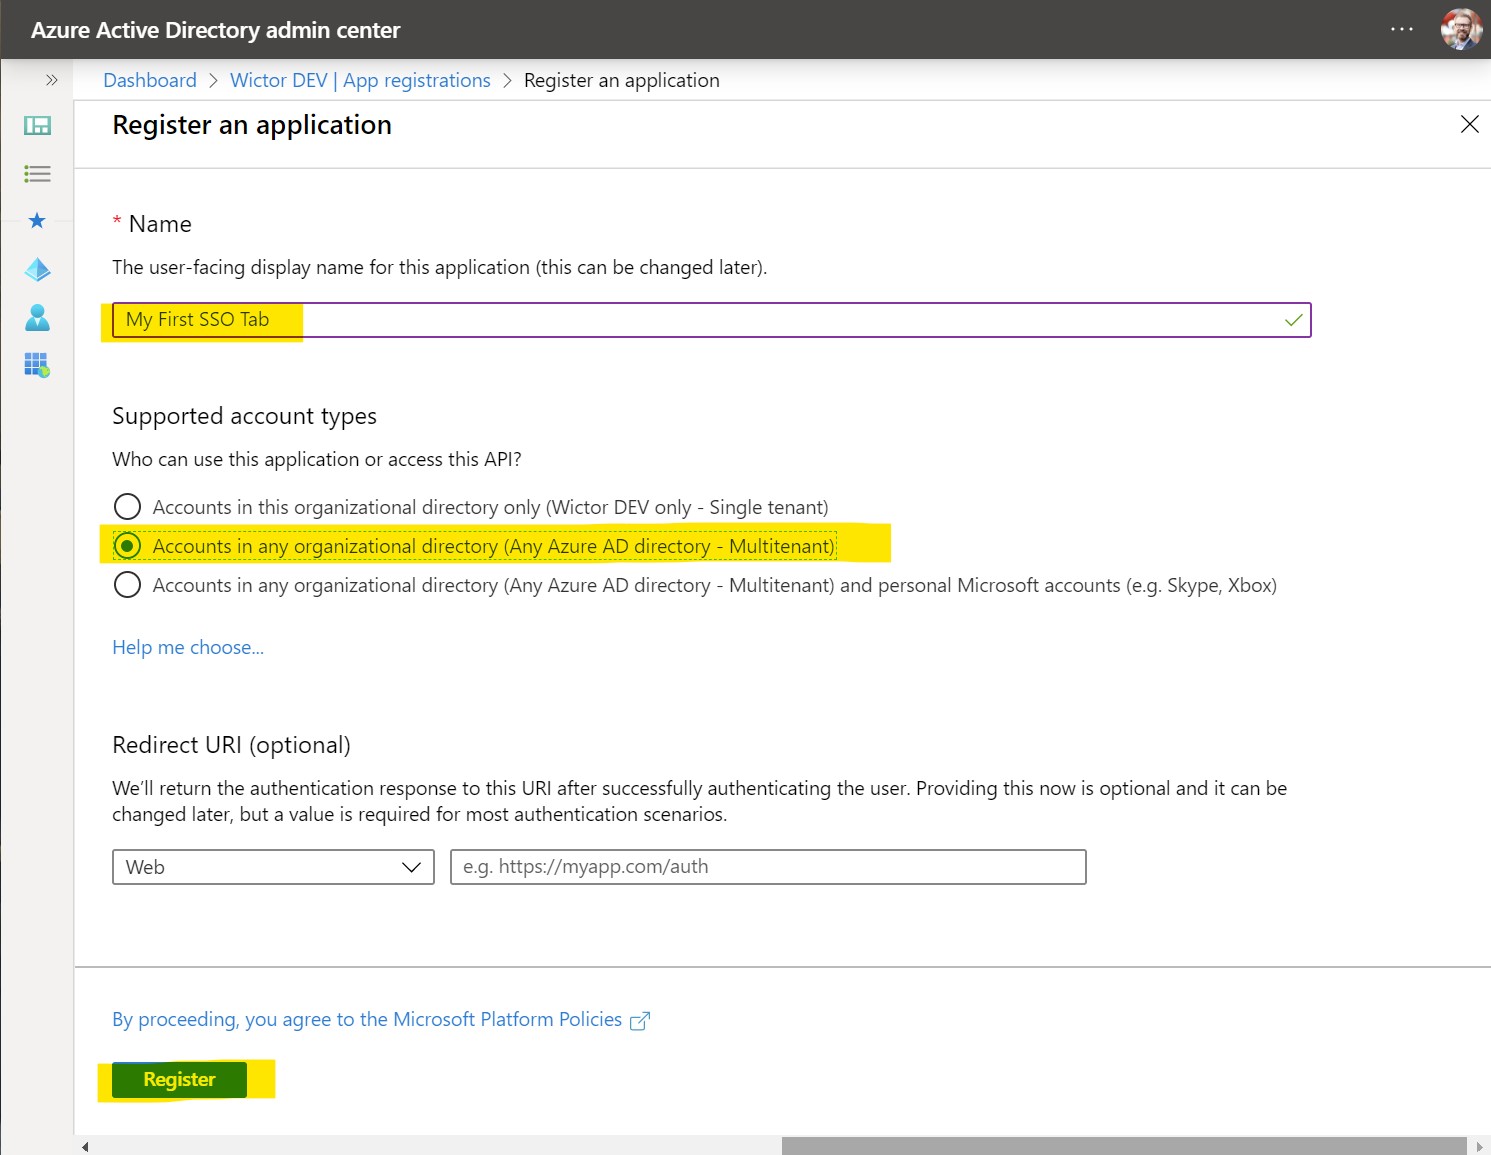 Azure Active Directory admin center
Dashboard > Wictor DEV | App registrations > Register an application
Register an application
* Name
The user-facing display name for this application (this can be changed later).
My First SSO Tab
Supported account types
Who can use this application or access this API?
Accounts in this organizational directory only (Wictor DEV only - Single tenant)
Accounts in any organizational directory (Any Azure AD directory - Multitenant)
Accounts in any organizational directory (Any Azure AD directory - Multitenant) and personal Microsoft accounts (e.g. Skype, Xbox)
Help me choose...
Redirect URI (optional)
We'll return the authentication response to this URI after successfully authenticating the user. Providing this now is optional and it can be
changed later, but a value is required for most authentication scenarios.
Web
e.g. https://myapp.com/auth
By proceeding, you agree to the Microsoft Platform Policies
Register